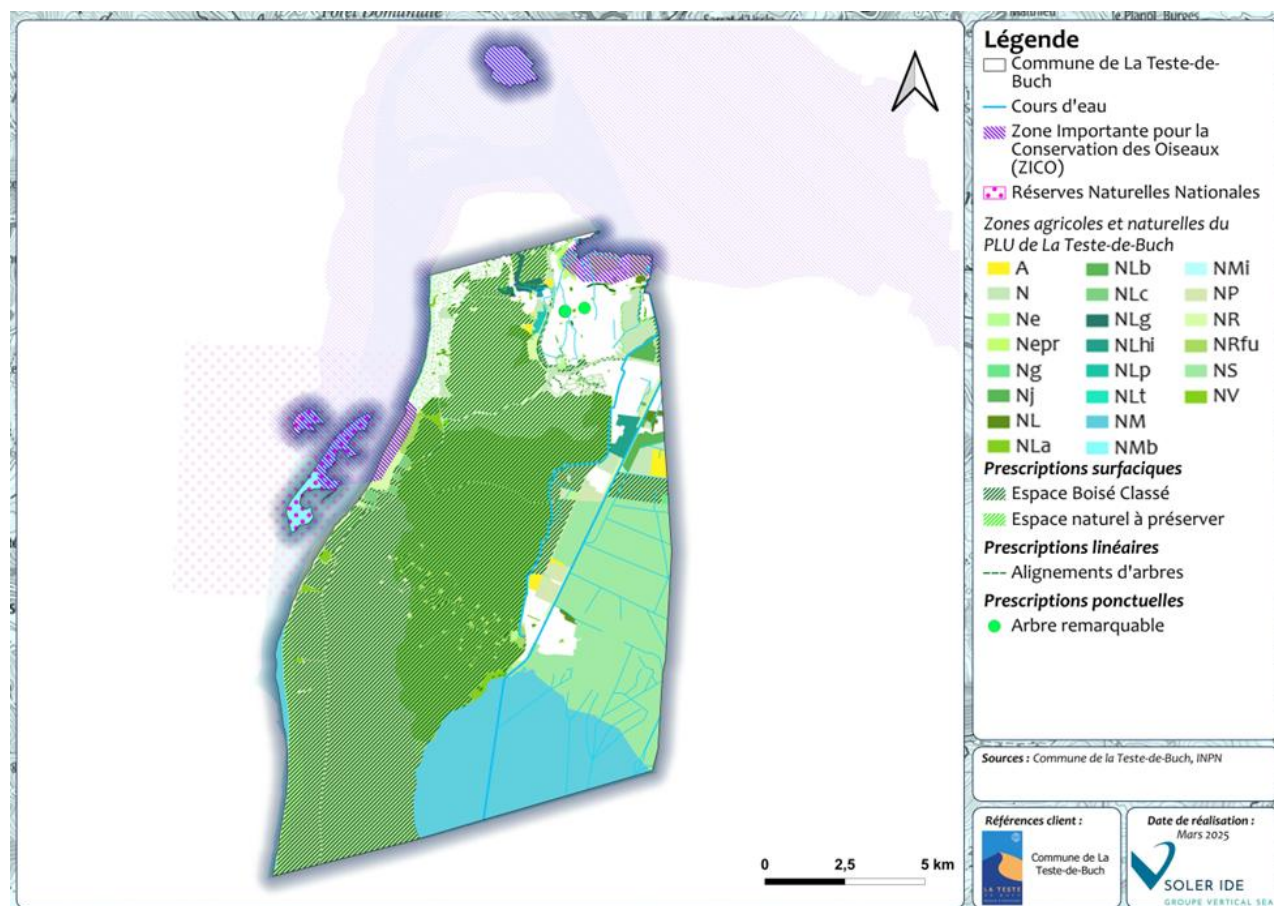 Forêt Domaniale
le Planol Burges
Légende
Commune de La Teste-de-
Buch
Cours d'eau
Zone Importante pour la
Conservation des Oiseaux
(ZICO)
Réserves Naturelles Nationales
Zones agricoles et naturelles du
PLU de La Teste-de-Buch
A NLb NMi
N NLc NP
Ne NLg NR
Nepr NLhi NRfu
Ng NLp NS
Nj NLt NV
NL NM
NLa NMb
Prescriptions surfaciques
Espace Boisé Classé
Espace naturel à préserver
Prescriptions linéaires
Alignements d'arbres
Prescriptions ponctuelles
Arbre remarquable
0 2,5 5 km
Sources : Commune de la Teste-de-Buch, INPN
Références client :
Commune de La
Teste-de-Buch
LA TESTE
DE BUCH
Date de réalisation :
Mars 2025
SOLER IDE
GROUPE VERTICAL SEA